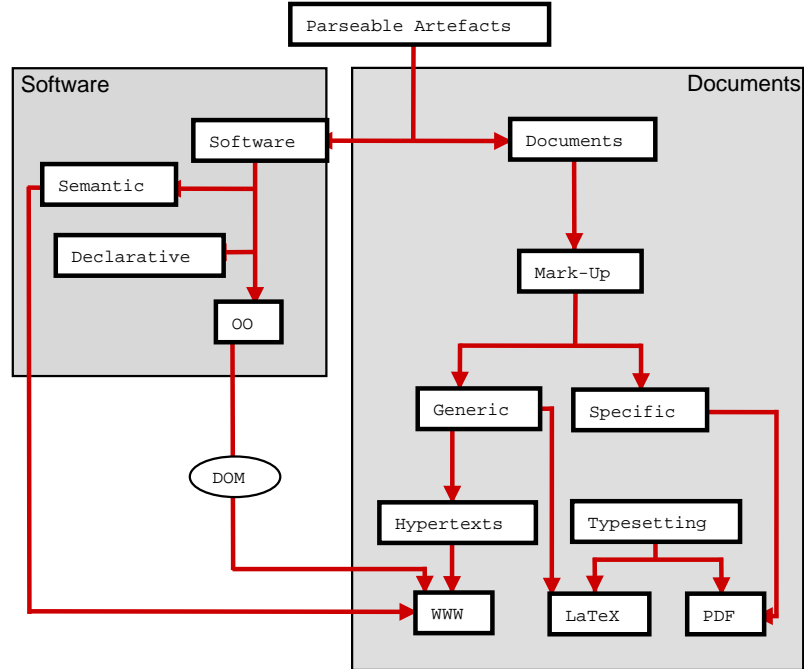 Parseable Artefacts
Software
Documents
Software
Documents
Semantic
Declarative
Mark-Up
OO
Generic
Specific
DOM
Hypertexts
Typesetting
WWW
LaTeX
PDF